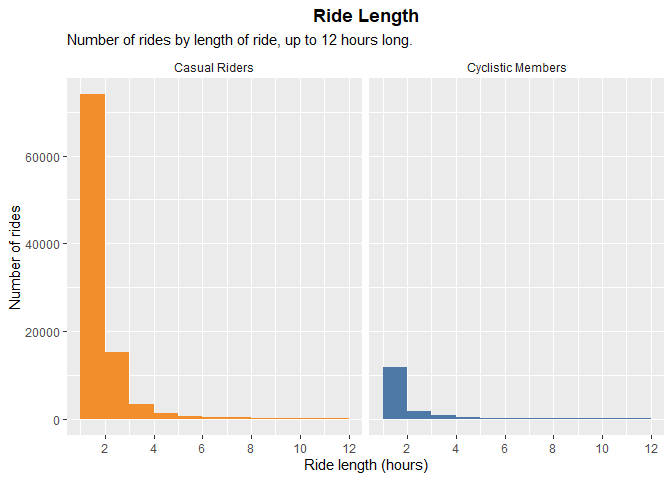 Ride Length
Number of rides by length of ride, up to 12 hours long.
Casual Riders
Cyclistic Members
Number of rides
60000
40000
20000
0
2 4 6 8 10 12
2 4 6 8 10 12
Ride length (hours)